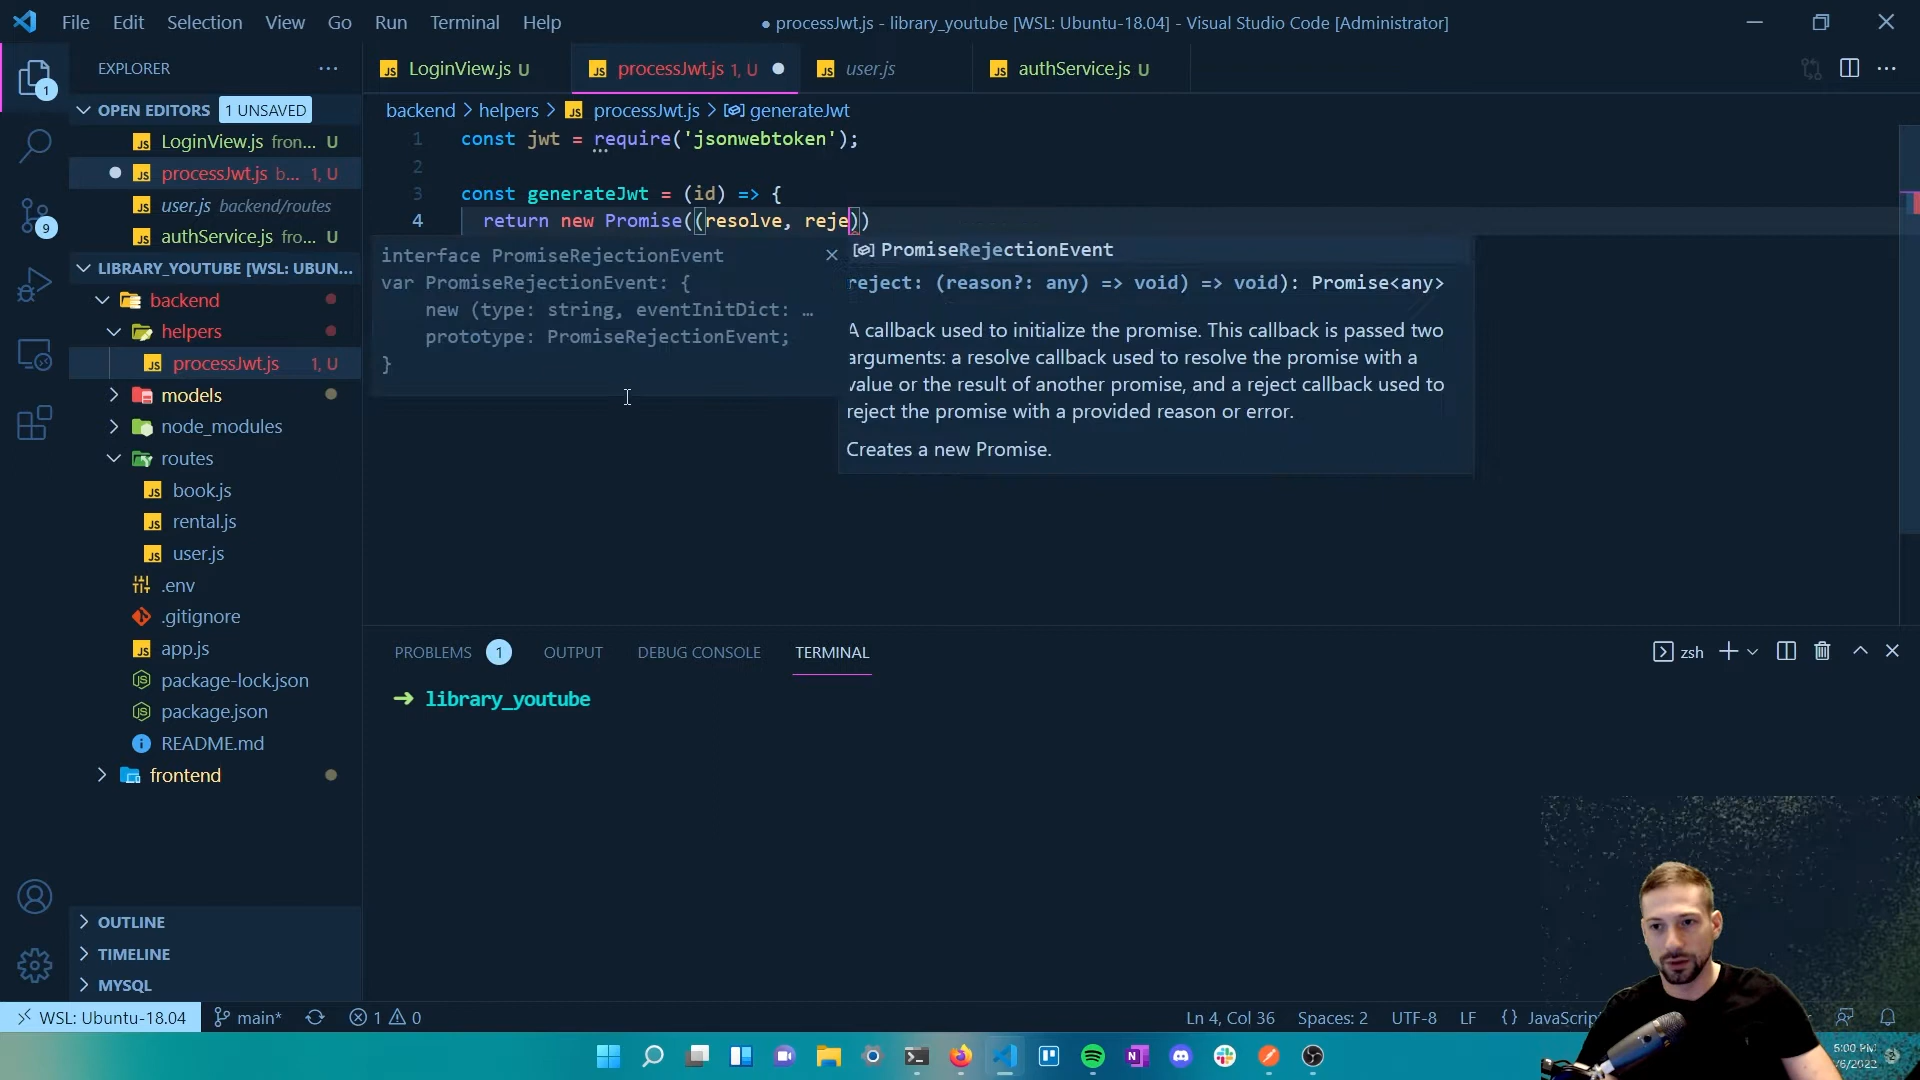 File Edit Selection View Go Run Terminal Help
● processJwt.js - library_youtube [WSL: Ubuntu-18.04] - Visual Studio Code [Administrator]
EXPLORER
LoginView.js U
processJwt.js 1, U
user.js
authService.js U
OPEN EDITORS 1 UNSAVED
LoginView.js fron... U
processJwt.js b... 1, U
user.js backend/routes
authService.js fro... U
LIBRARY_YOUTUBE [WSL: UBUN...
backend
helpers
processJwt.js 1, U
models
node_modules
routes
book.js
rental.js
user.js
.env
.gitignore
app.js
package-lock.json
package.json
README.md
frontend
OUTLINE
TIMELINE
MYSQL
1
9
backend > helpers > processJwt.js > generateJwt
1 const jwt = require('jsonwebtoken');
2
3 const generateJwt = (id) => {
4 return new Promise((resolve, reje))
interface PromiseRejectionEvent
var PromiseRejectionEvent: {
new (type: string, eventInitDict: …
prototype: PromiseRejectionEvent;
}
PromiseRejectionEvent
reject: (reason?: any) => void) => void): Promise<any>
A callback used to initialize the promise. This callback is passed two
arguments: a resolve callback used to resolve the promise with a
value or the result of another promise, and a reject callback used to
reject the promise with a provided reason or error.
Creates a new Promise.
PROBLEMS 1 OUTPUT DEBUG CONSOLE TERMINAL
zsh
➜ library_youtube
WSL: Ubuntu-18.04 main* 1 0
Ln 4, Col 36 Spaces: 2 UTF-8 LF {} JavaScrip
5:00 PM